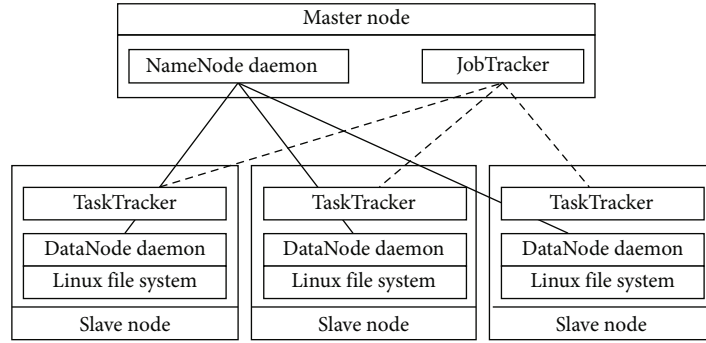 Master node
NameNode daemon JobTracker
TaskTracker TaskTracker TaskTracker
DataNode daemon DataNode daemon DataNode daemon
Linux file system Linux file system Linux file system
Slave node Slave node Slave node